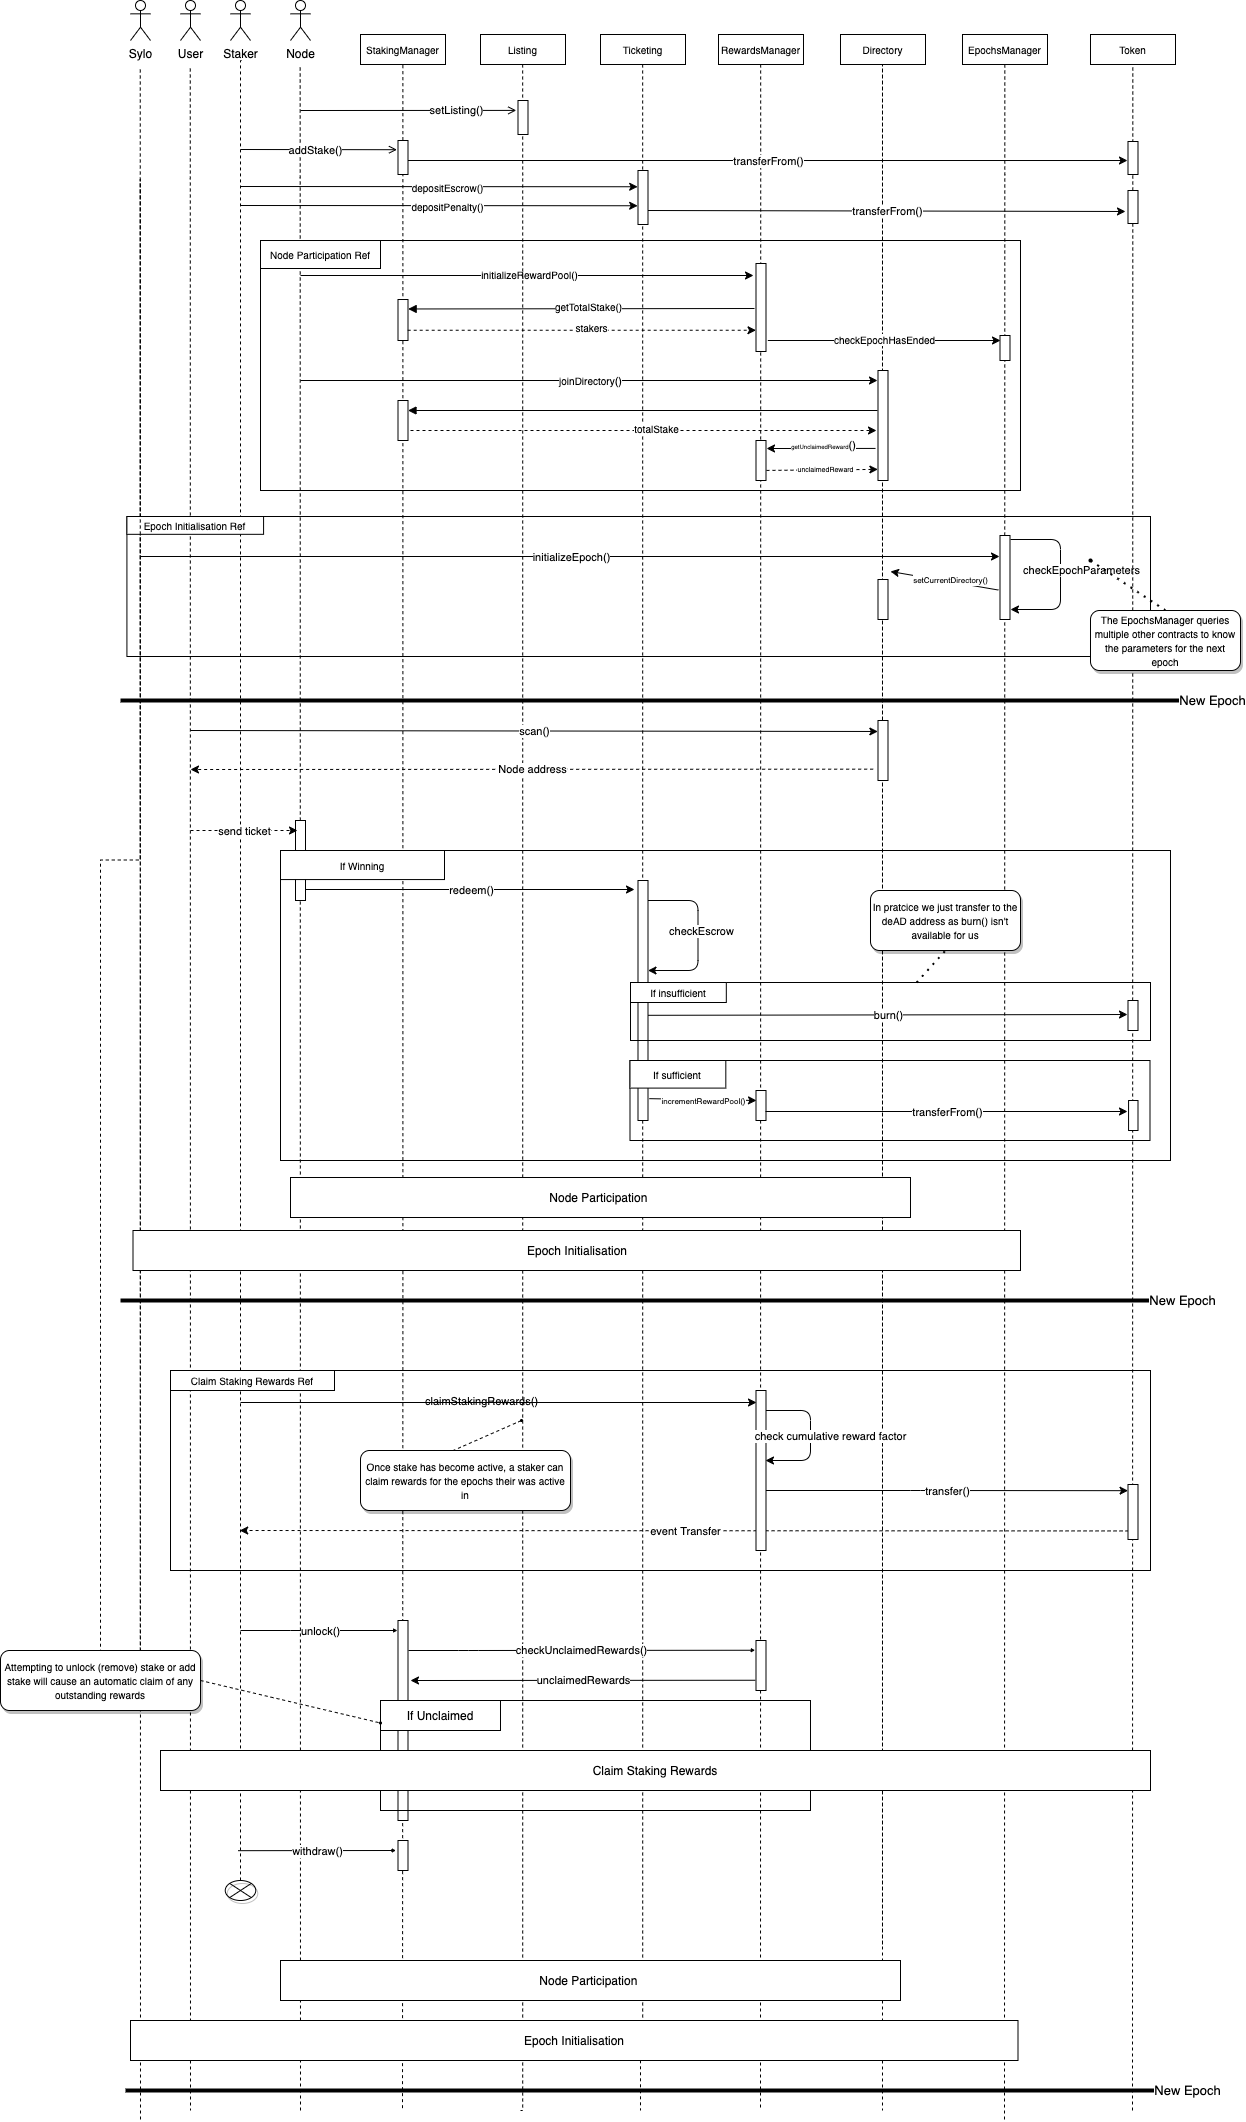 Sylo
User
Staker
Node
StakingManager
Listing
Ticketing
RewardsManager
Directory
EpochsManager
Token
setListing()
addStake()
transferFrom()
depositEscrow()
depositPenalty()
transferFrom()
Node Participation Ref
initializeRewardPool()
getTotalStake()
stakers
checkEpochHasEnded
joinDirectory()
totalStake
getUnclaimedReward()
unclaimedReward
Epoch Initialisation Ref
initializeEpoch()
checkEpochParameters
setCurrentDirectory()
The EpochsManager queries
multiple other contracts to know
the parameters for the next
epoch
New Epoch
scan()
Node address
send ticket
If Winning
redeem()
In pratcice we just transfer to the
deAD address as burn() isn't
available for us
checkEscrow
If insufficient
burn()
If sufficient
incrementRewardPool()
transferFrom()
Node Participation
Epoch Initialisation
New Epoch
Claim Staking Rewards Ref
claimStakingRewards()
check cumulative reward factor
Once stake has become active, a staker can
claim rewards for the epochs their was active
in
transfer()
event Transfer
unlock()
checkUnclaimedRewards()
Attempting to unlock (remove) stake or add
stake will cause an automatic claim of any
outstanding rewards
unclaimedRewards
If Unclaimed
Claim Staking Rewards
withdraw()
Node Participation
Epoch Initialisation
New Epoch